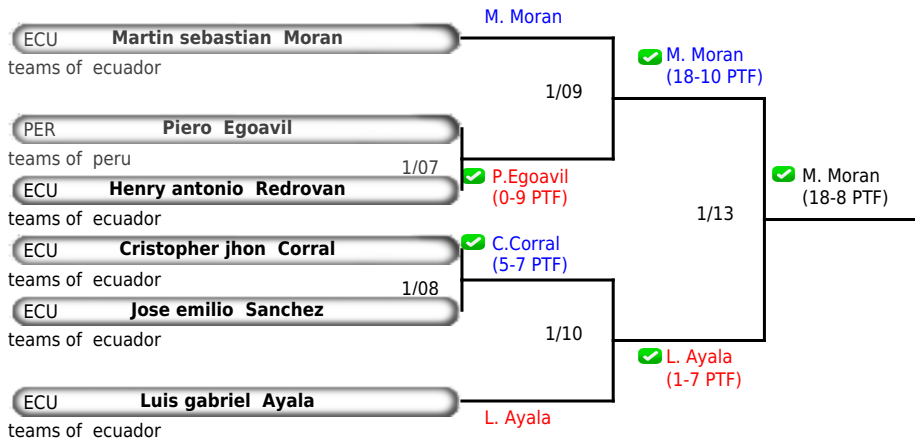 M. Moran
ECU Martin sebastian Moran
teams of ecuador
M. Moran
(18-10 PTF)
1/09
PER Piero Egoavil
teams of peru
1/07
P.Egoavil
(0-9 PTF)
ECU Henry antonio Redrovan
teams of ecuador
M. Moran
(18-8 PTF)
1/13
ECU Cristopher jhon Corral
teams of ecuador
C.Corral
(5-7 PTF)
1/08
ECU Jose emilio Sanchez
teams of ecuador
1/10
L. Ayala
(1-7 PTF)
ECU Luis gabriel Ayala
teams of ecuador
L. Ayala